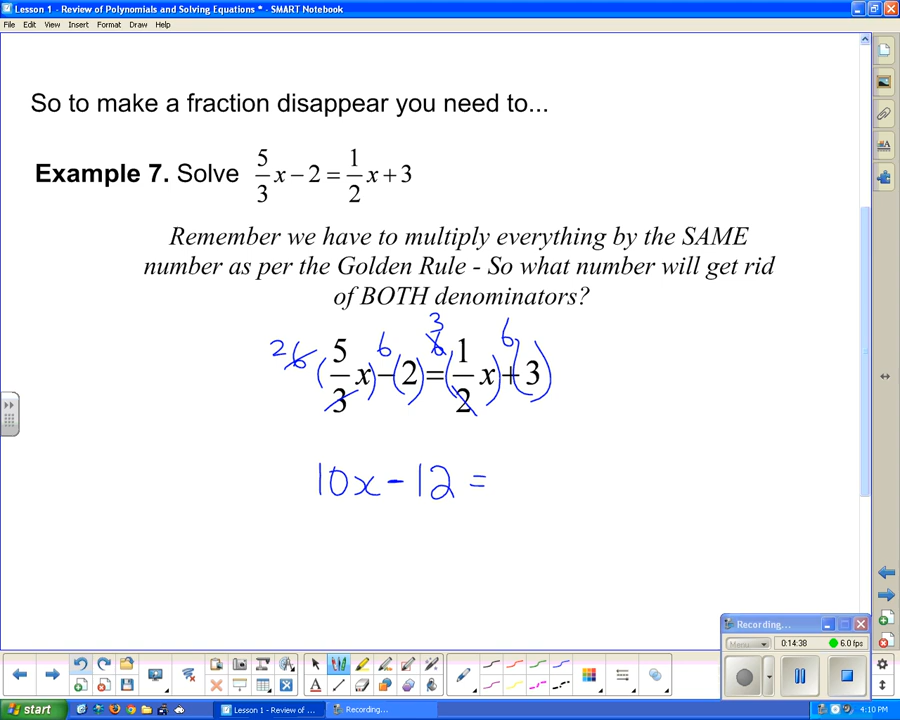 Lesson 1 - Review of Polynomials and Solving Equations * - SMART Notebook
File Edit View Insert Format Draw Help
So to make a fraction disappear you need to...
Example 7. Solve 5/3 x − 2 = 1/2 x + 3
Remember we have to multiply everything by the SAME
number as per the Golden Rule - So what number will get rid
of BOTH denominators?
2 6 (5/3 x) − 6 (2) = 3 6 (1/2 x) + 6 (3)
10x − 12 =
Recording...
Menu 0:14:38 6.0 fps
start Lesson 1 - Review of ... Recording... 4:10 PM